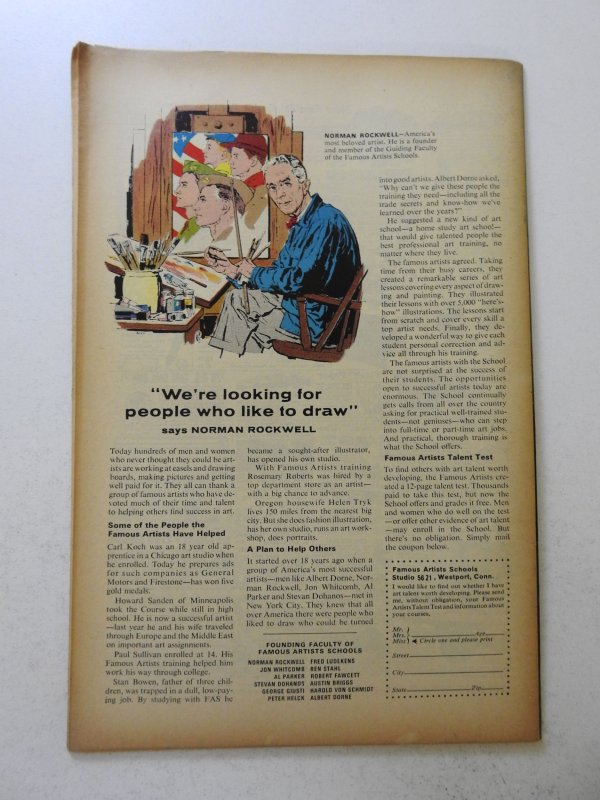 NORMAN ROCKWELL—America's
most beloved artist. He is a founder
and member of the Guiding Faculty
of the Famous Artists Schools.
"We're looking for
people who like to draw"
says NORMAN ROCKWELL
Today hundreds of men and women
who never thought they could be art-
ists are working at easels and drawing
boards, making pictures and getting
well paid for it. They all can thank a
group of famous artists who have de-
voted much of their time and talent
to helping others find success in art.
Some of the People the
Famous Artists Have Helped
Carl Koch was an 18 year old ap-
prentice in a Chicago art studio when
he enrolled. Today he prepares ads
for such companies as General
Motors and Firestone—has won five
gold medals.
Howard Sanden of Minneapolis
took the Course while still in high
school. He is now a successful artist
—last year he and his wife traveled
through Europe and the Middle East
on important art assignments.
Paul Sullivan enrolled at 14. His
Famous Artists training helped him
work his way through college.
Stan Bowen, father of three chil-
dren, was trapped in a dull, low-pay-
ing job. By studying with FAS he
became a sought-after illustrator,
has opened his own studio.
With Famous Artists training
Rosemary Roberts was hired by a
top department store as an artist—
with a big chance to advance.
Oregon housewife Helen Tryk
lives 150 miles from the nearest big
city. But she does fashion illustration,
has her own studio, runs an art work-
shop, does portraits.
A Plan to Help Others
It started over 18 years ago when a
group of America's most successful
artists—men like Albert Dorne, Nor-
man Rockwell, Jon Whitcomb, Al
Parker and Stevan Dohanos—met in
New York City. They knew that all
over America there were people who
liked to draw who could be turned
into good artists. Albert Dorne asked,
"Why can't we give these people the
training they need—including all the
trade secrets and know-how we've
learned over the years?"
He suggested a new kind of art
school—a home study art school—
that would give talented people the
best professional art training, no
matter where they live.
The famous artists agreed. Taking
time from their busy careers, they
created a remarkable series of art
lessons covering every aspect of draw-
ing and painting. They illustrated
their lessons with over 5,000 "here's-
how" illustrations. The lessons start
from scratch and cover every skill a
top artist needs. Finally, they de-
veloped a wonderful way to give each
student personal correction and ad-
vice all through his training.
The famous artists with the School
are not surprised at the success of
their students. The opportunities
open to successful artists today are
enormous. The School continually
gets calls from all over the country
asking for practical well-trained stu-
dents—not geniuses—who can step
into full-time or part-time art jobs.
And practical, thorough training is
what the School offers.
Famous Artists Talent Test
To find others with art talent worth
developing, the Famous Artists cre-
ated a 12-page talent test. Thousands
paid to take this test, but now the
School offers and grades it free. Men
and women who do well on the test
—or offer other evidence of art talent
—may enroll in the School. But
there's no obligation. Simply mail
the coupon below.
FOUNDING FACULTY OF
FAMOUS ARTISTS SCHOOLS
NORMAN ROCKWELL FRED LUDEKENS
JON WHITCOMB BEN STAHL
AL PARKER ROBERT FAWCETT
STEVAN DOHANOS AUSTIN BRIGGS
GEORGE GIUSTI HAROLD VON SCHMIDT
PETER HELCK ALBERT DORNE
Famous Artists Schools
Studio 5621, Westport, Conn.
I would like to find out whether I have
art talent worth developing. Please send
me, without obligation, your Famous
Artists Talent Test and information about
your courses.
Mr.
Mrs. Age
Miss Circle one and please print
Street
City
State Zip